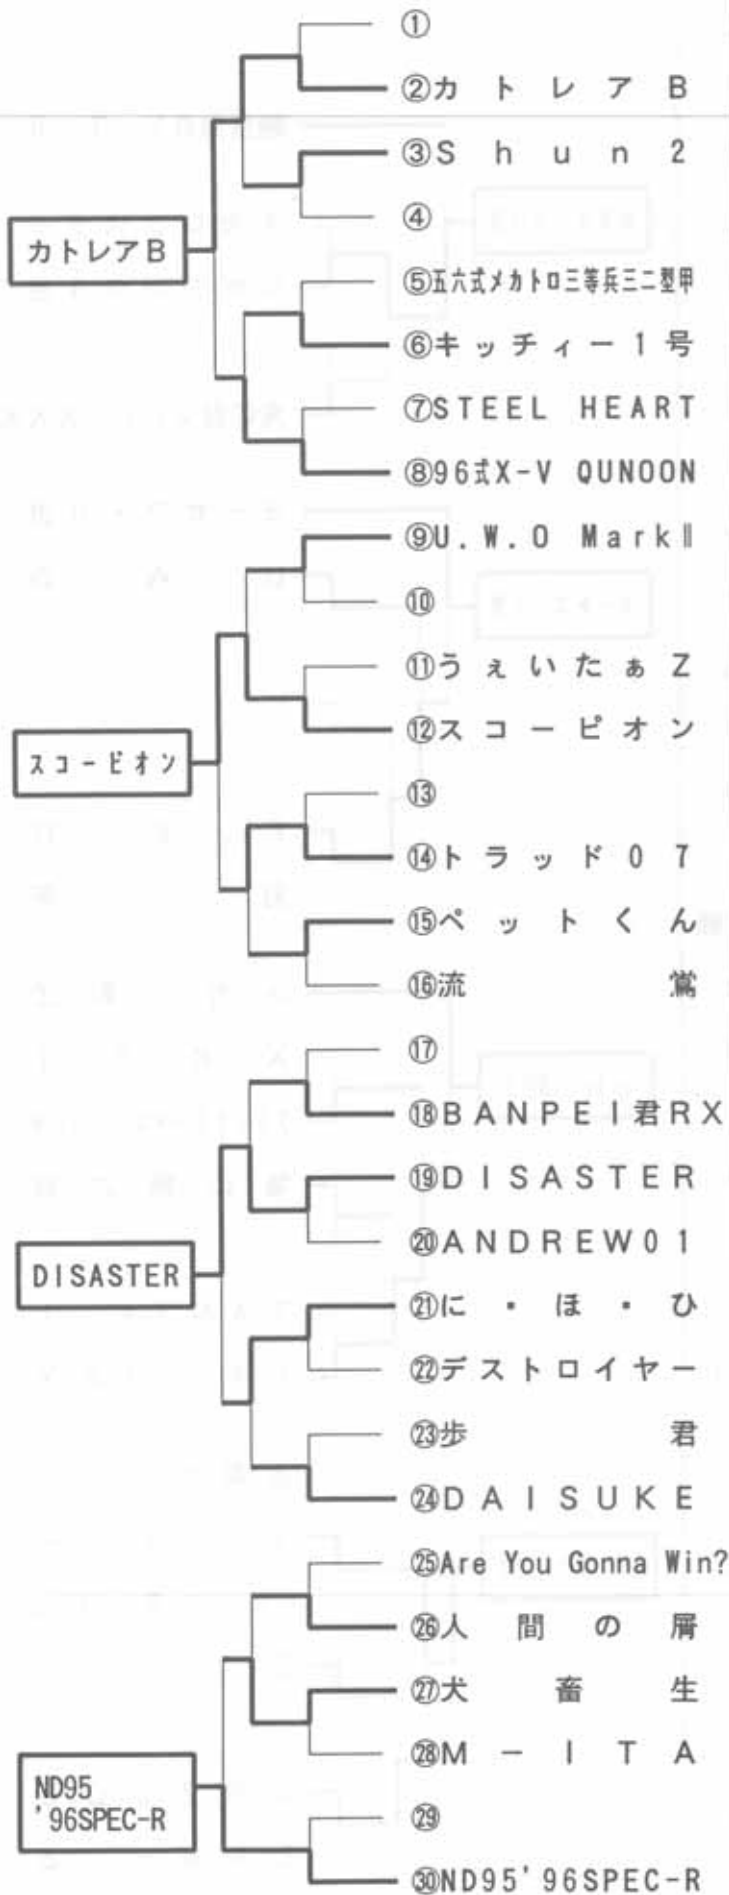 ①
②カトレアB
③Shun2
④
カトレアB
⑤五六式メカトロ三等兵三二型甲
⑥キッチィー1号
⑦STEEL HEART
⑧96式X-V QUNOON
⑨U.W.O MarkⅡ
⑩
⑪うぇいたぁZ
⑫スコーピオン
スコーピオン
⑬
⑭トラッド07
⑮ペットくん
⑯流鴬
⑰
⑱BANPEI君RX
⑲DISASTER
⑳ANDREW01
DISASTER
㉑に・ほ・ひ
㉒デストロイヤー
㉓歩君
㉔DAISUKE
㉕Are You Gonna Win?
㉖人間の屑
㉗犬畜生
㉘M-ITA
ND95
'96SPEC-R
㉙
㉚ND95'96SPEC-R